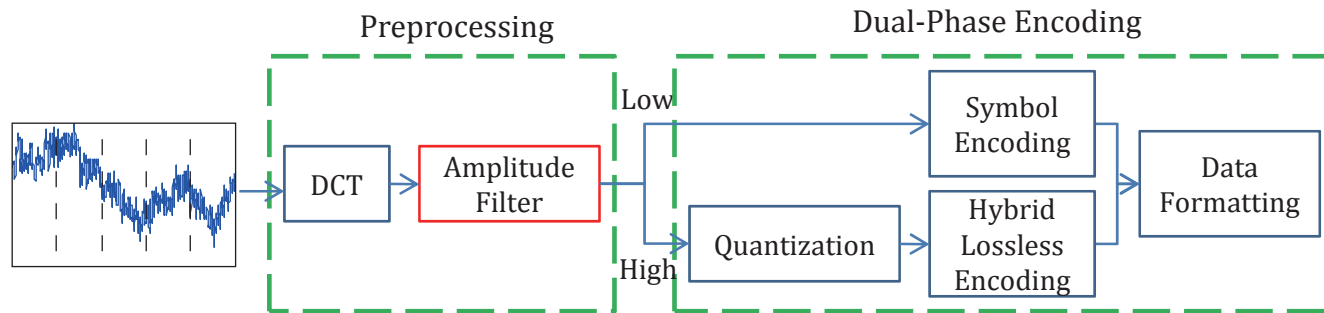 Preprocessing
Dual-Phase Encoding
DCT
Amplitude
Filter
Low
High
Symbol
Encoding
Quantization
Hybrid
Lossless
Encoding
Data
Formatting